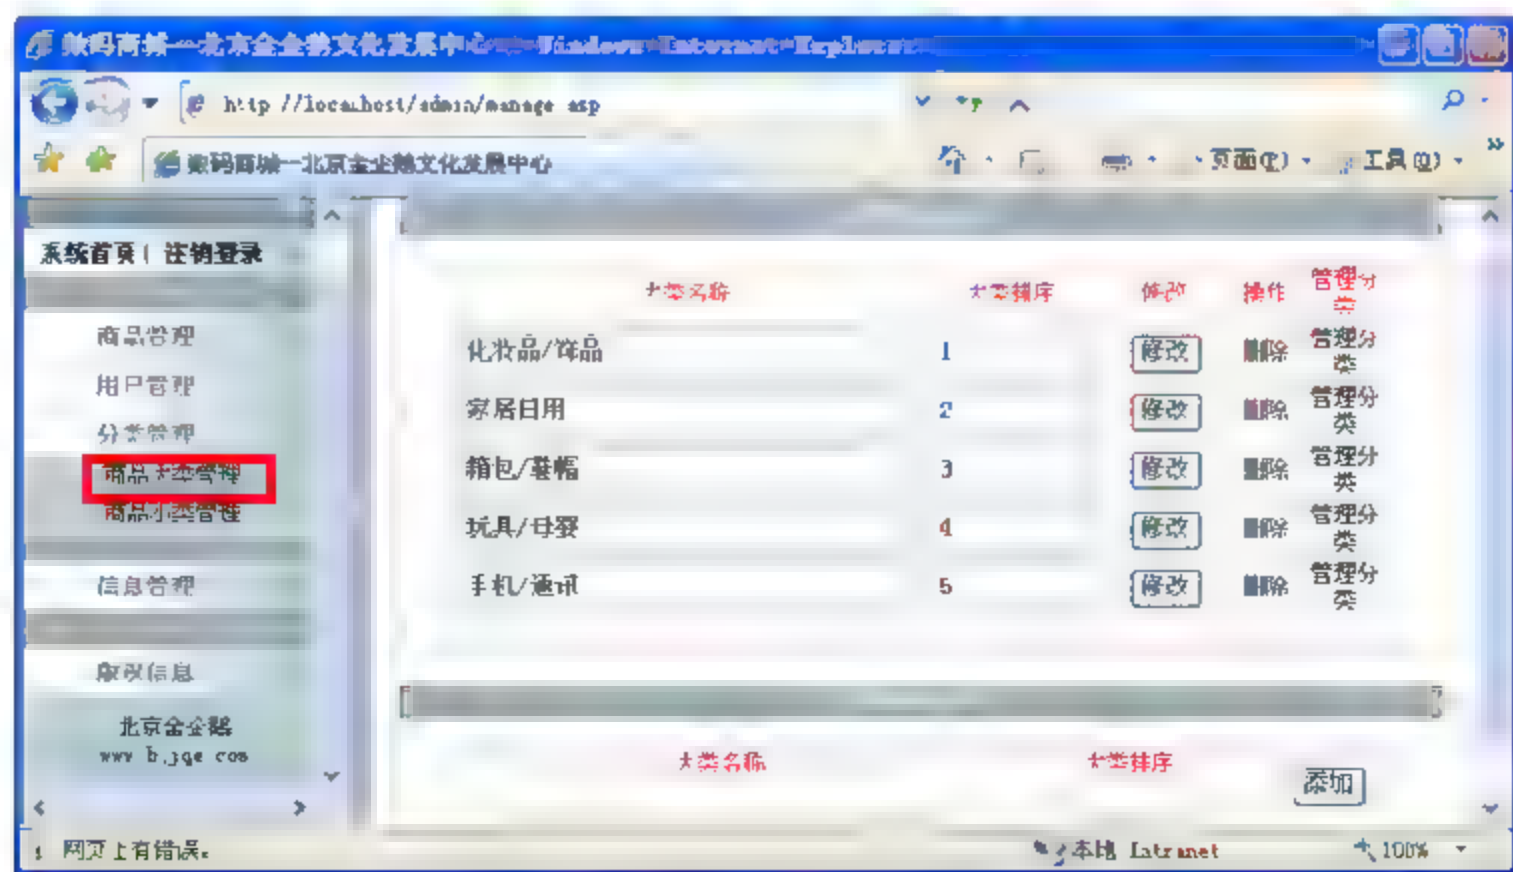 数码商城--北京金企鹅文化发展中心 - Windows Internet Explorer
http://localhost/admin/manage.asp
数码商城--北京金企鹅文化发展中心
页面(P)
工具(O)
系统首页 | 注销登录
商品管理
用户管理
分类管理
商品大类管理
商品小类管理
信息管理
版权信息
北京金企鹅
大类名称 大类排序 修改 操作 管理分类
化妆品/饰品 1 修改 删除 管理分类
家居日用 2 修改 删除 管理分类
箱包/鞋帽 3 修改 删除 管理分类
玩具/母婴 4 修改 删除 管理分类
手机/通讯 5 修改 删除 管理分类
大类名称 大类排序
添加
网页上有错误。
本地 Intranet
100%